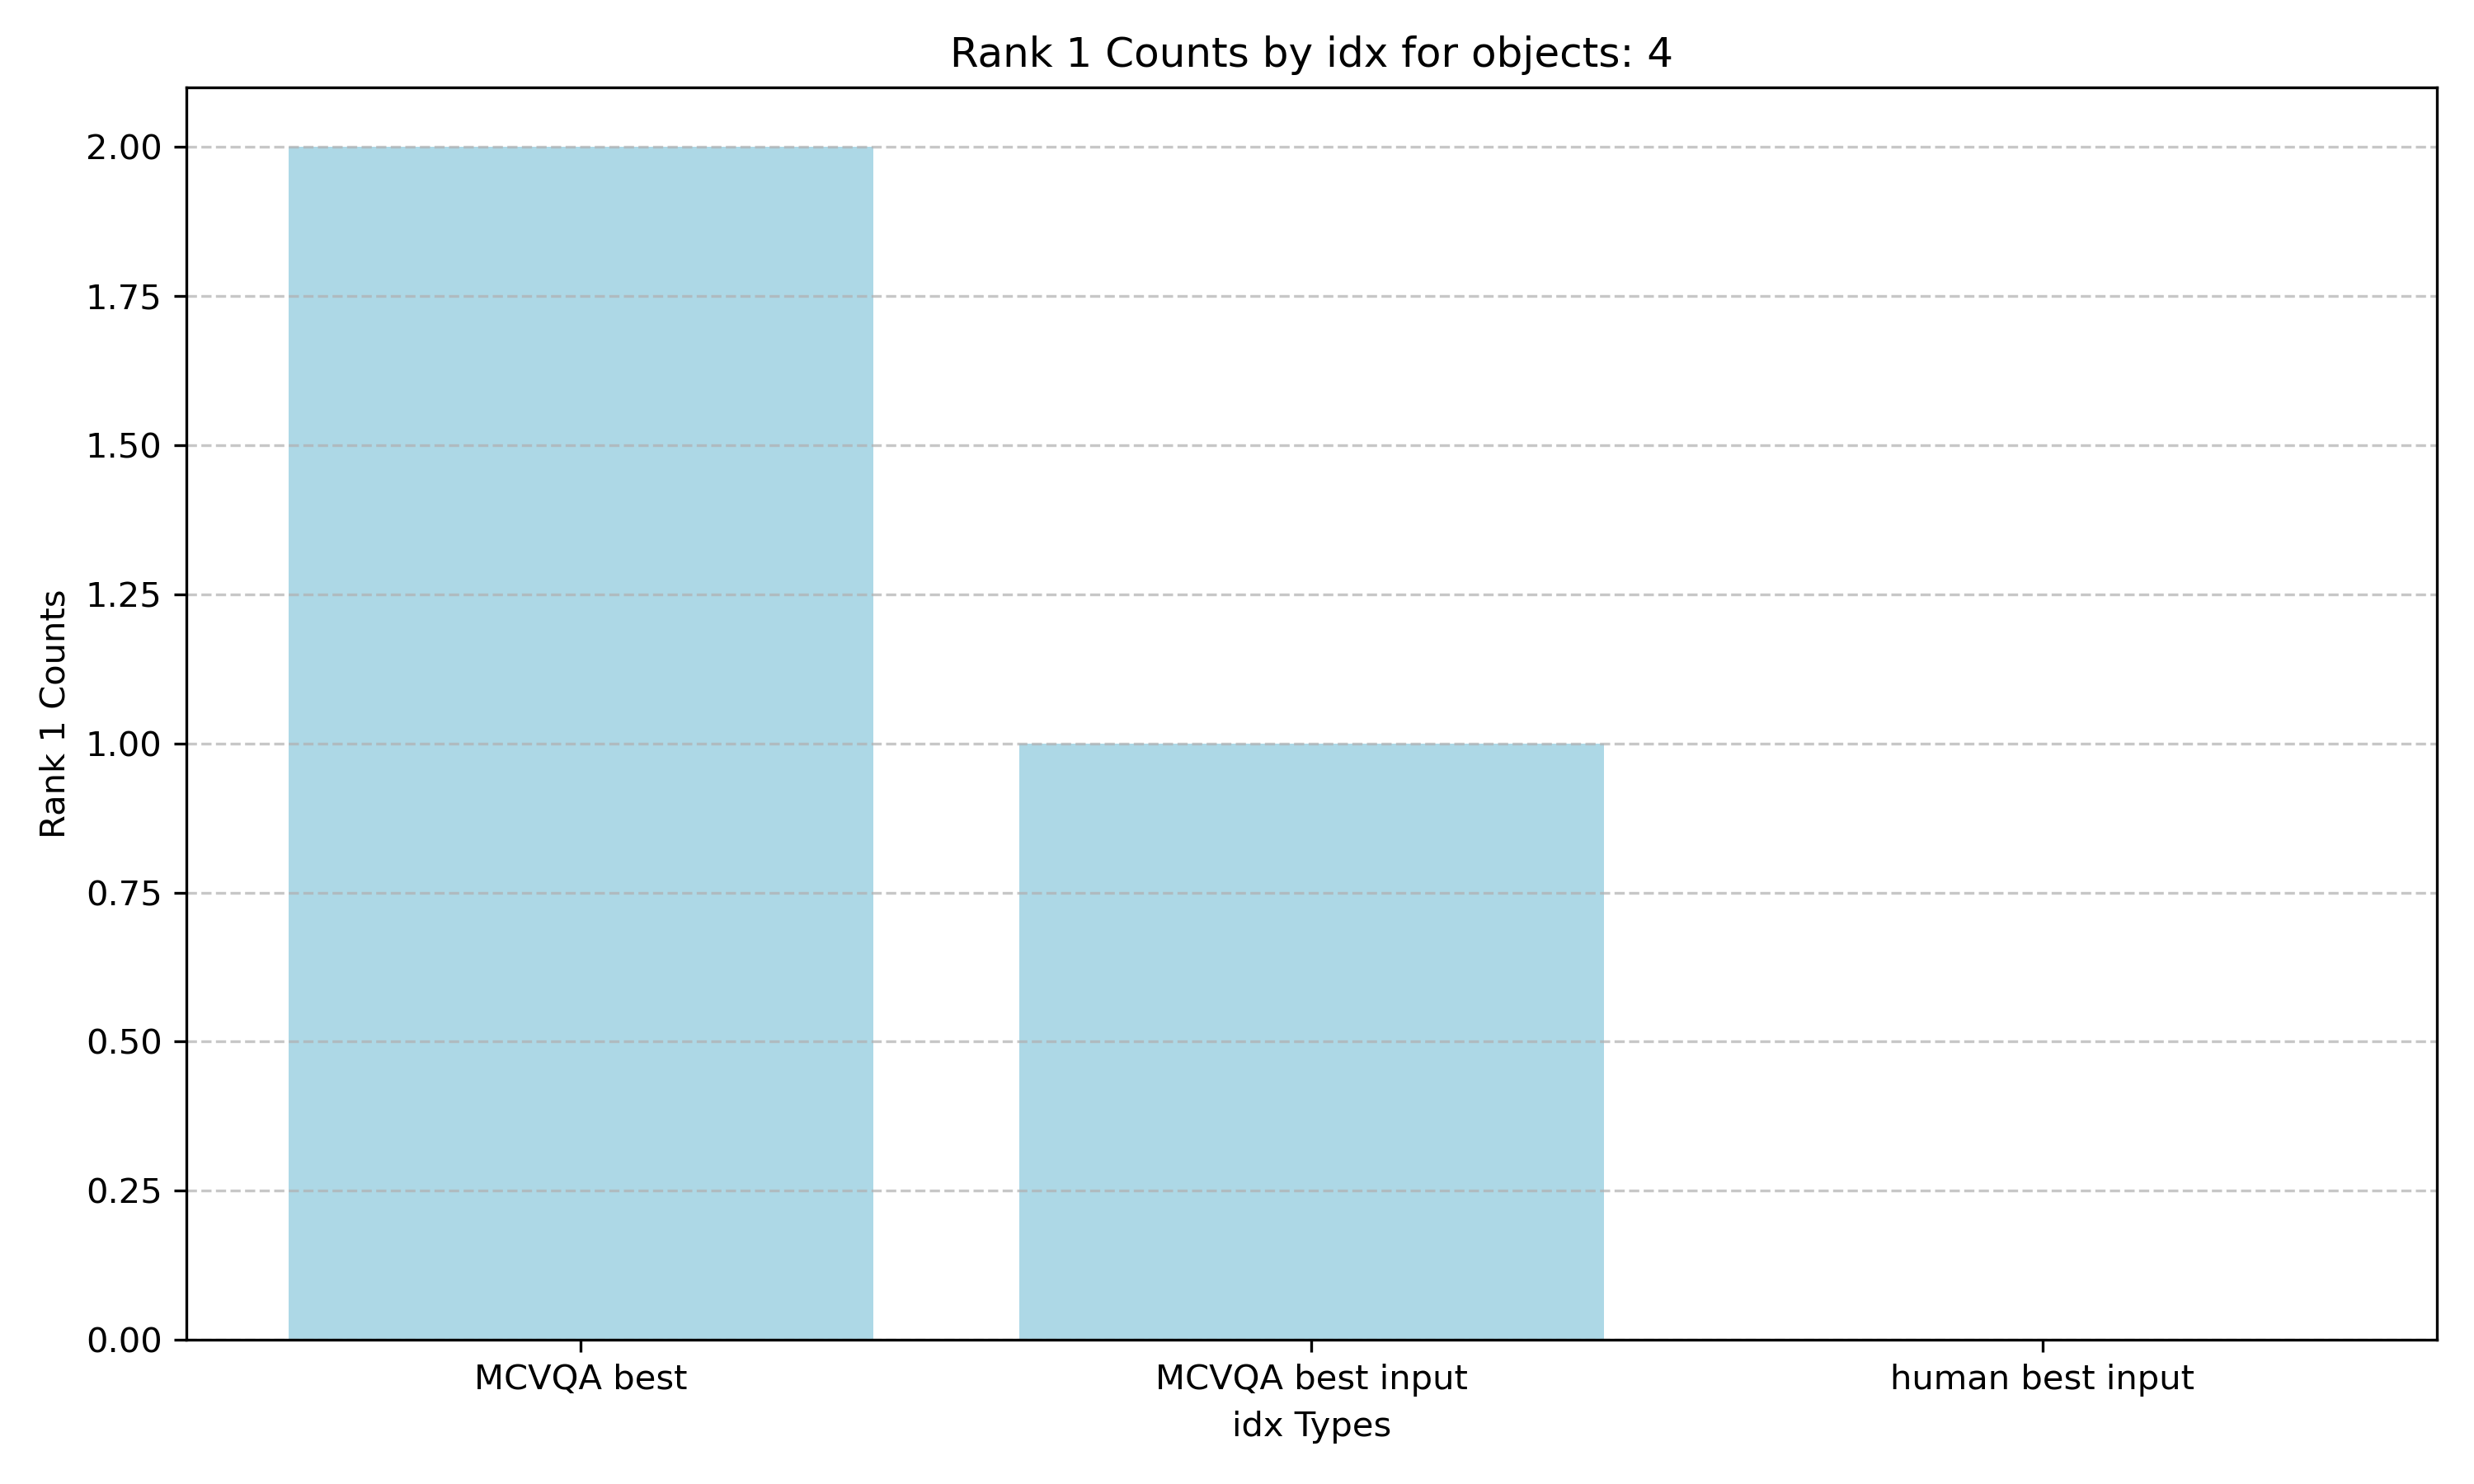 Rank 1 Counts by idx for objects: 4
Rank 1 Counts
2.00
1.75
1.50
1.25
1.00
0.75
0.50
0.25
0.00
MCVQA best
MCVQA best input
human best input
idx Types